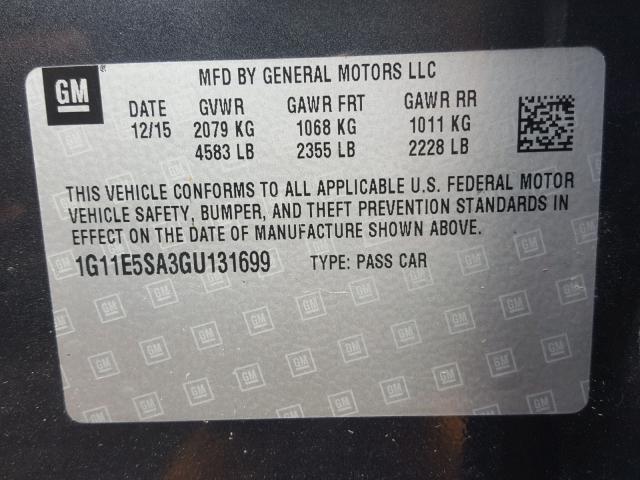 GM
MFD BY GENERAL MOTORS LLC
DATE GVWR GAWR FRT GAWR RR
12/15 2079 KG 1068 KG 1011 KG
4583 LB 2355 LB 2228 LB
THIS VEHICLE CONFORMS TO ALL APPLICABLE U.S. FEDERAL MOTOR
VEHICLE SAFETY, BUMPER, AND THEFT PREVENTION STANDARDS IN
EFFECT ON THE DATE OF MANUFACTURE SHOWN ABOVE.
1G11E5SA3GU131699 TYPE: PASS CAR